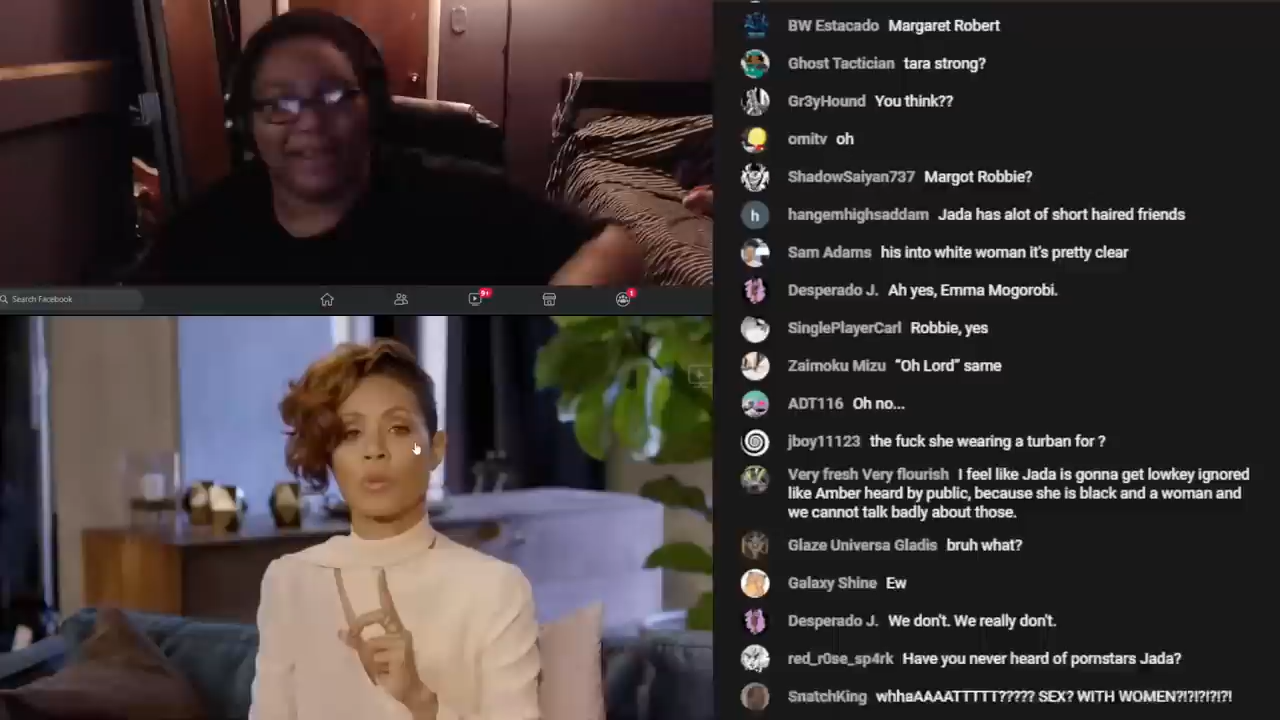 Search Facebook
9+
1
BW Estacado Margaret Robert
Ghost Tactician tara strong?
Gr3yHound You think??
omitv oh
ShadowSaiyan737 Margot Robbie?
h hangemhighsaddam Jada has alot of short haired friends
Sam Adams his into white woman it's pretty clear
Desperado J. Ah yes, Emma Mogorobi.
SinglePlayerCarl Robbie, yes
Zaimoku Mizu “Oh Lord” same
ADT116 Oh no...
jboy11123 the fuck she wearing a turban for ?
Very fresh Very flourish I feel like Jada is gonna get lowkey ignored
like Amber heard by public, because she is black and a woman and
we cannot talk badly about those.
Glaze Universa Gladis bruh what?
Galaxy Shine Ew
Desperado J. We don't. We really don't.
red_r0se_sp4rk Have you never heard of pornstars Jada?
SnatchKing whhaAAAATTTTT????? SEX? WITH WOMEN?!?!?!?!?!